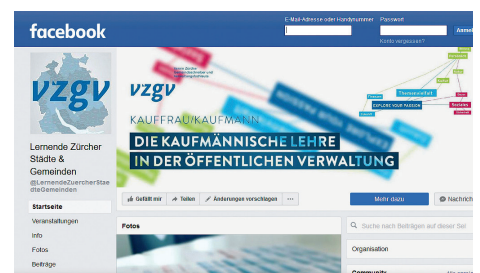 facebook
E-Mail-Adresse oder Handynummer
Passwort
Konto vergessen?
vzgv
vzgv
KAUFFRAU/KAUFMANN
DIE KAUFMÄNNISCHE LEHRE
IN DER ÖFFENTLICHEN VERWALTUNG
Themenvielfalt
EXPLORE YOUR PASSION
Soziales
Lernende Zürcher
Städte &
Gemeinden
@LernendeZuercherStae
dteGemeinden
Startseite
Veranstaltungen
Info
Fotos
Beiträge
Gefällt mir
Teilen
Änderungen vorschlagen
Mehr dazu
Nachrich
Fotos
Suche nach Beiträgen auf dieser Sei
Organisation
Community